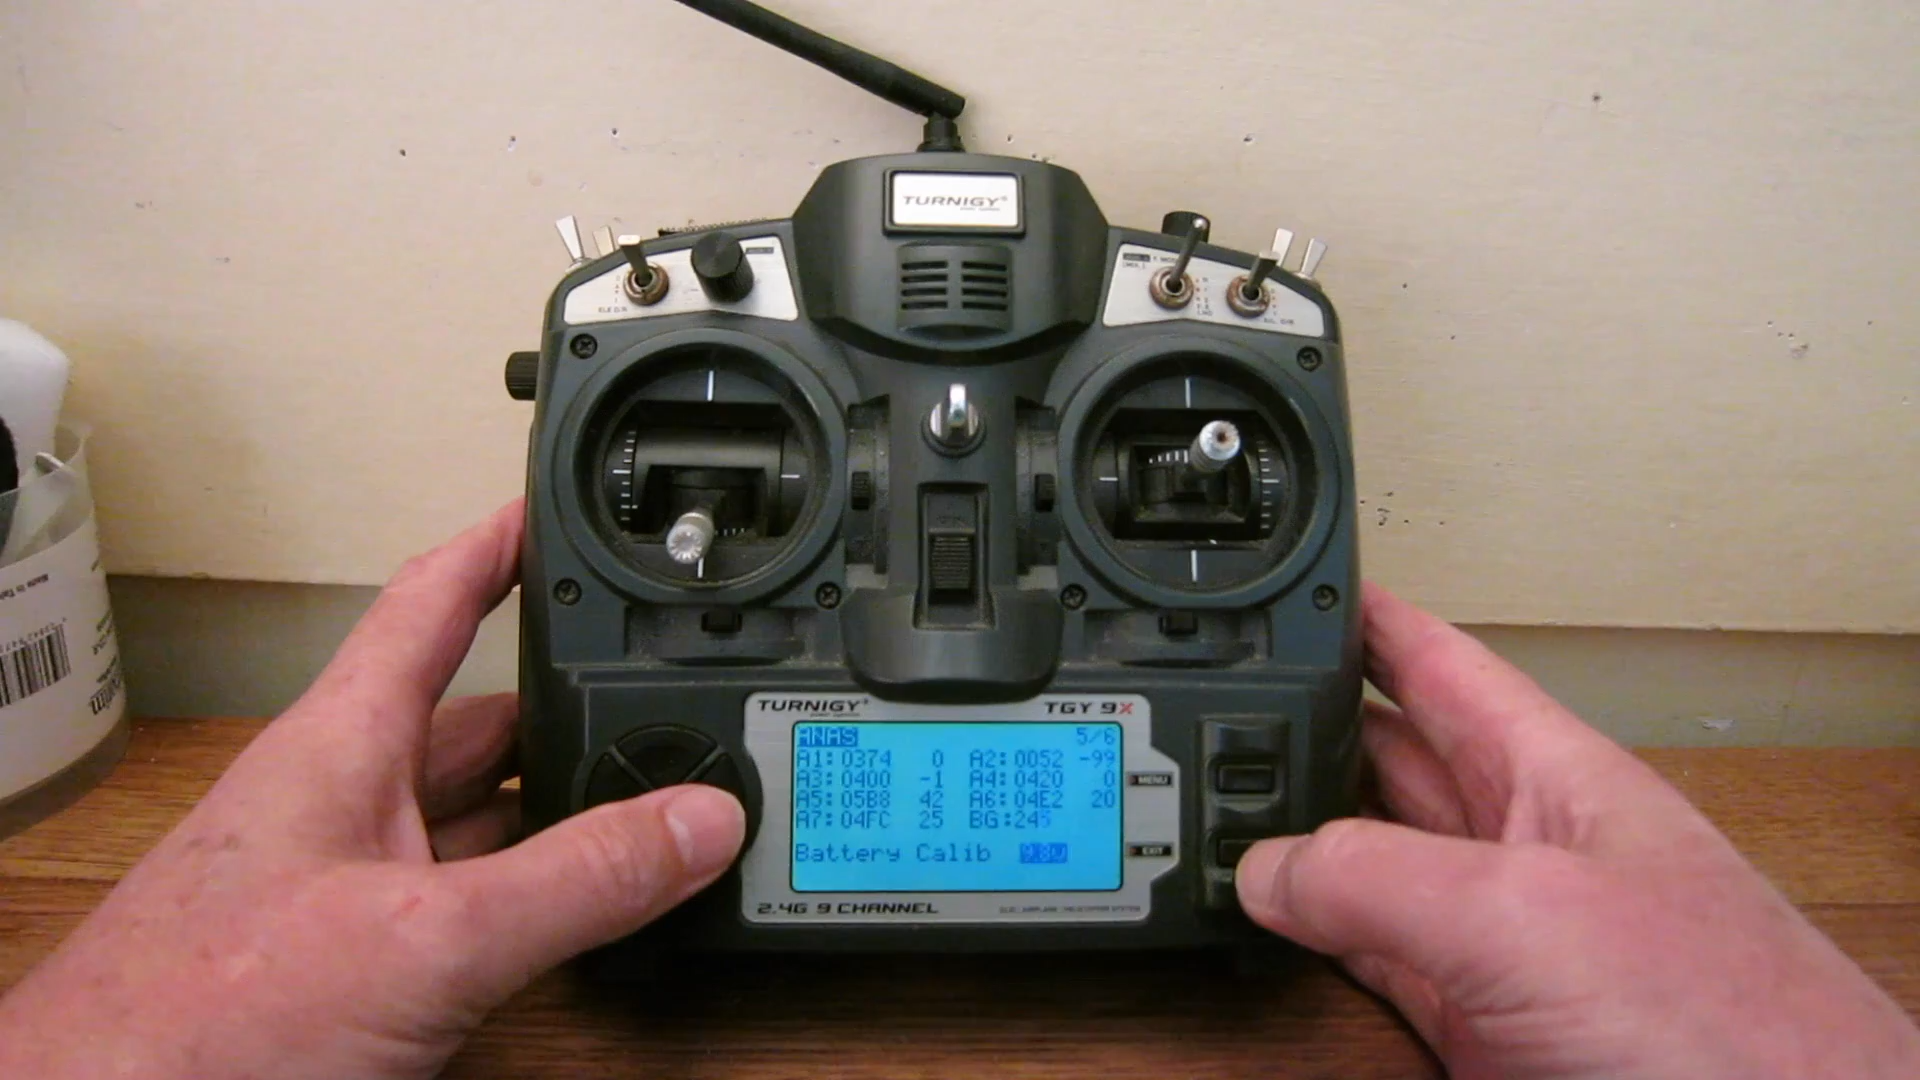 TURNIGY
ELE D/R
TURNIGY
TGY 9X
ANAS 5/6
A1:0374 0 A2:0052 -99
A3:0400 -1 A4:0420 0
A5:05B8 42 A6:04E2 20
A7:04FC 25 BG:245
Battery Calib 9.8v
MENU
EXIT
2.4G 9 CHANNEL